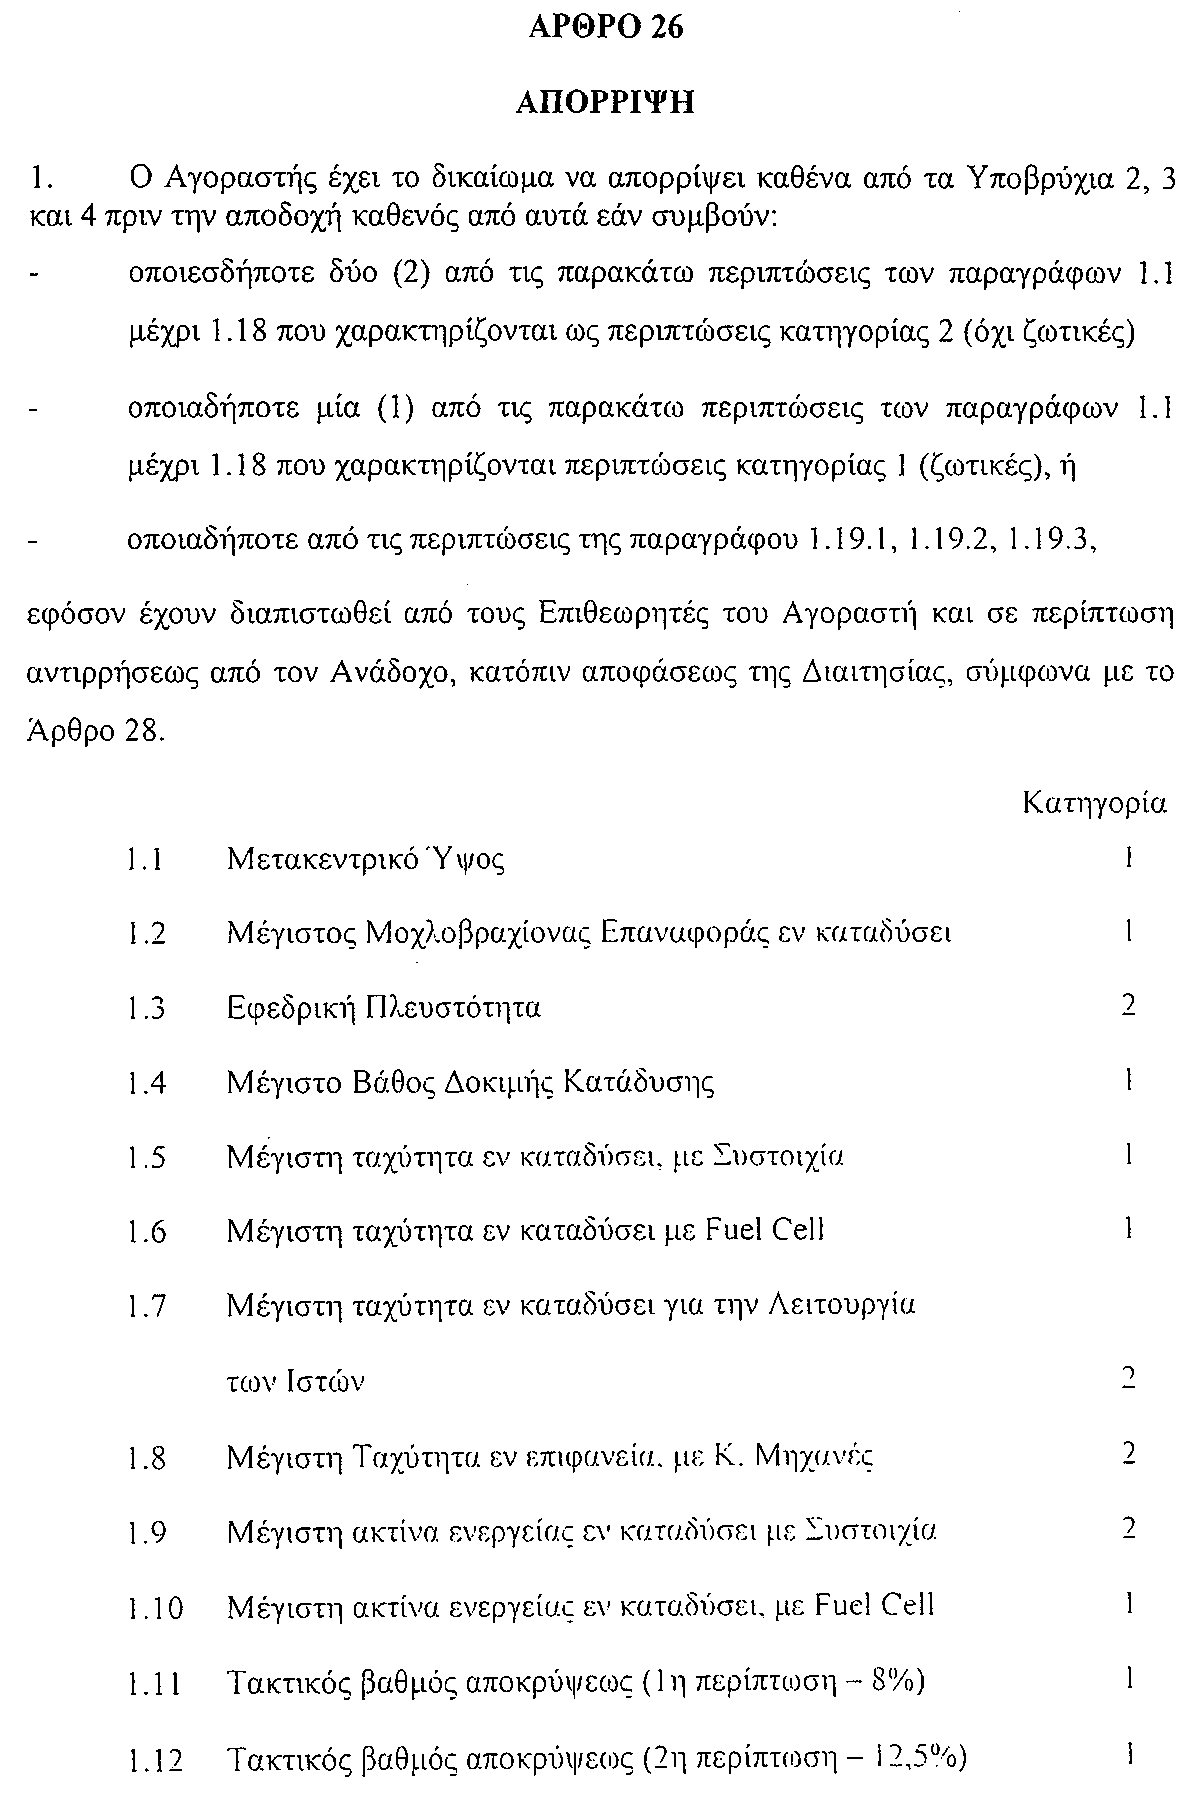 ΑΡΘΡΟ 26
ΑΠΟΡΡΙΨΗ
1. Ο Αγοραστής έχει το δικαίωμα να απορρίψει καθένα από τα Υποβρύχια 2, 3
και 4 πριν την αποδοχή καθενός από αυτά εάν συμβούν:
- οποιεσδήποτε δύο (2) από τις παρακάτω περιπτώσεις των παραγράφων 1.1
μέχρι 1.18 που χαρακτηρίζονται ως περιπτώσεις κατηγορίας 2 (όχι ζωτικές)
- οποιαδήποτε μία (1) από τις παρακάτω περιπτώσεις των παραγράφων 1.1
μέχρι 1.18 που χαρακτηρίζονται περιπτώσεις κατηγορίας 1 (ζωτικές), ή
- οποιαδήποτε από τις περιπτώσεις της παραγράφου 1.19.1, 1.19.2, 1.19.3,
εφόσον έχουν διαπιστωθεί από τους Επιθεωρητές του Αγοραστή και σε περίπτωση
αντιρρήσεως από τον Ανάδοχο, κατόπιν αποφάσεως της Διαιτησίας, σύμφωνα με το
Άρθρο 28.
Κατηγορία
1.1 Μετακεντρικό Ύψος 1
1.2 Μέγιστος Μοχλοβραχίονας Επαναφοράς εν καταδύσει 1
1.3 Εφεδρική Πλευστότητα 2
1.4 Μέγιστο Βάθος Δοκιμής Κατάδυσης 1
1.5 Μέγιστη ταχύτητα εν καταδύσει, με Συστοιχία 1
1.6 Μέγιστη ταχύτητα εν καταδύσει με Fuel Cell 1
1.7 Μέγιστη ταχύτητα εν καταδύσει για την Λειτουργία
των Ιστών 2
1.8 Μέγιστη Ταχύτητα εν επιφανεία, με Κ. Μηχανές 2
1.9 Μέγιστη ακτίνα ενεργείας εν καταδύσει με Συστοιχία 2
1.10 Μέγιστη ακτίνα ενεργείας εν καταδύσει, με Fuel Cell 1
1.11 Τακτικός βαθμός αποκρύψεως (1η περίπτωση – 8%) 1
1.12 Τακτικός βαθμός αποκρύψεως (2η περίπτωση – 12,5%) 1